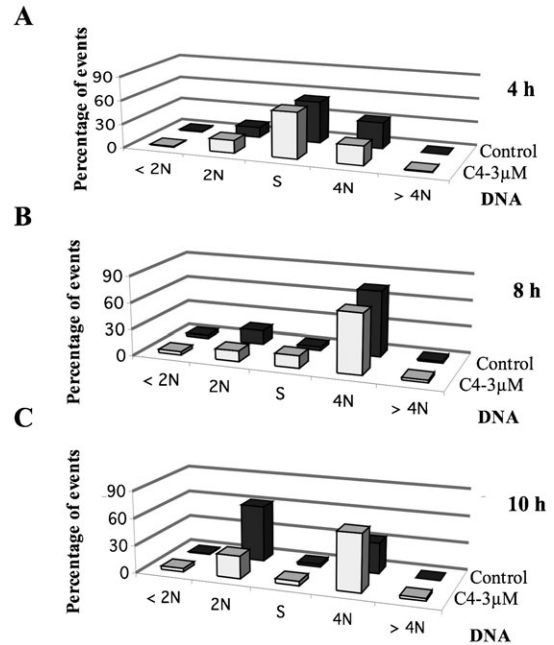 A
Percentage of events
90
60
30
0
< 2N
2N
S
4N
> 4N
4 h
Control
C4-3µM
DNA
B
Percentage of events
90
60
30
0
< 2N
2N
S
4N
> 4N
8 h
Control
C4-3µM
DNA
C
Percentage of events
90
60
30
0
< 2N
2N
S
4N
> 4N
10 h
Control
C4-3µM
DNA